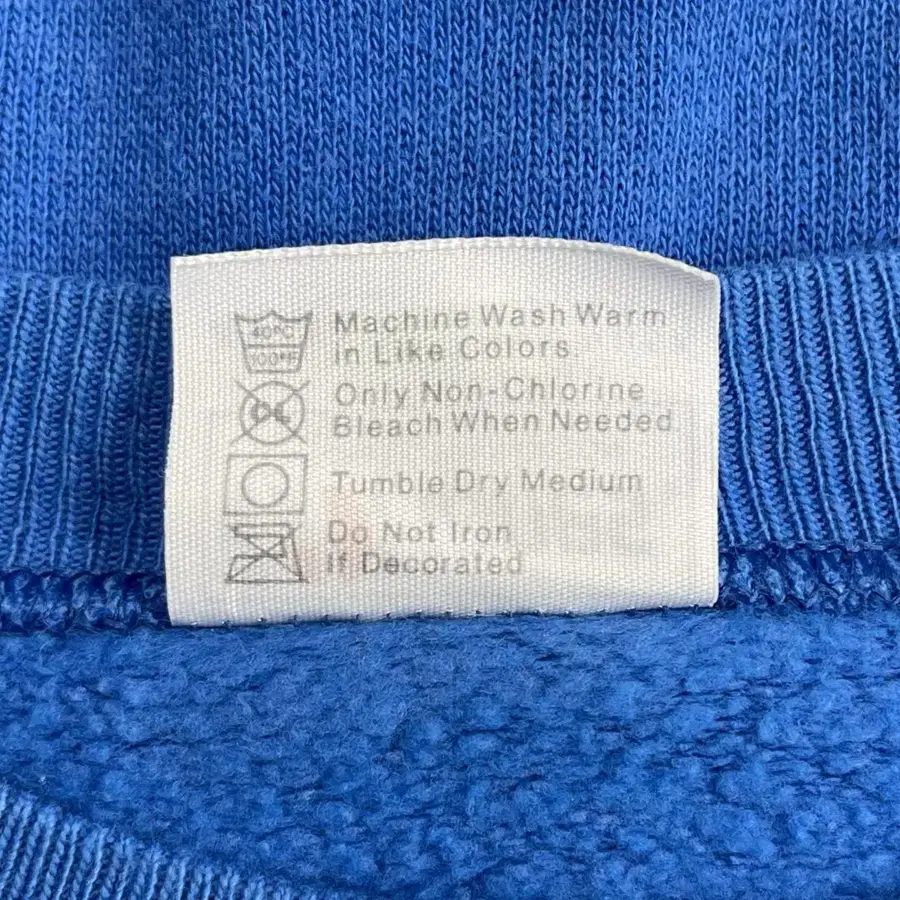 40°C
100°F
Machine Wash Warm
in Like Colors.
CL
Only Non-Chlorine
Bleach When Needed.
Tumble Dry Medium
Do Not Iron
If Decorated